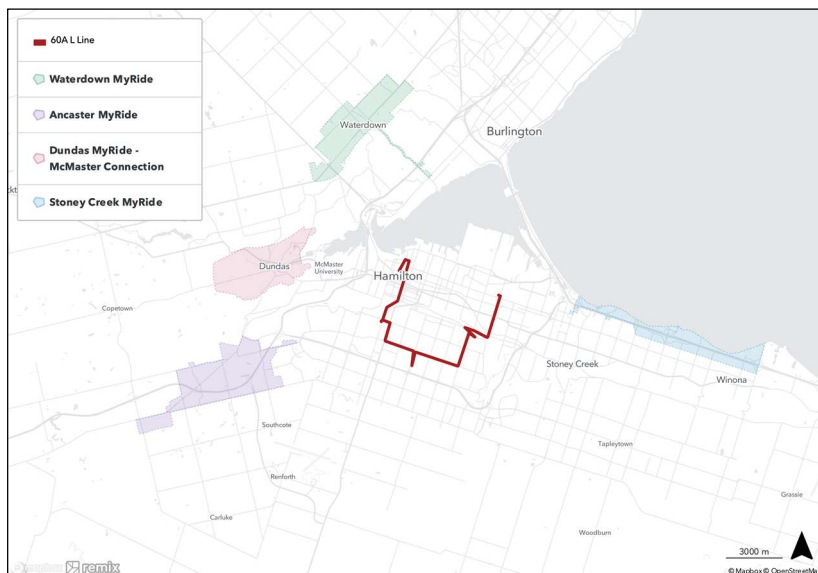 60A L Line
Waterdown MyRide
Ancaster MyRide
Dundas MyRide -
McMaster Connection
Stoney Creek MyRide
Waterdown
Burlington
McMaster
University
Dundas
Hamilton
Copetown
Stoney Creek
Winona
Southcote
Tapleytown
Renforth
Grassie
Carluke
Woodburn
3000 m
mapbox
remix
© Mapbox © OpenStreetMa